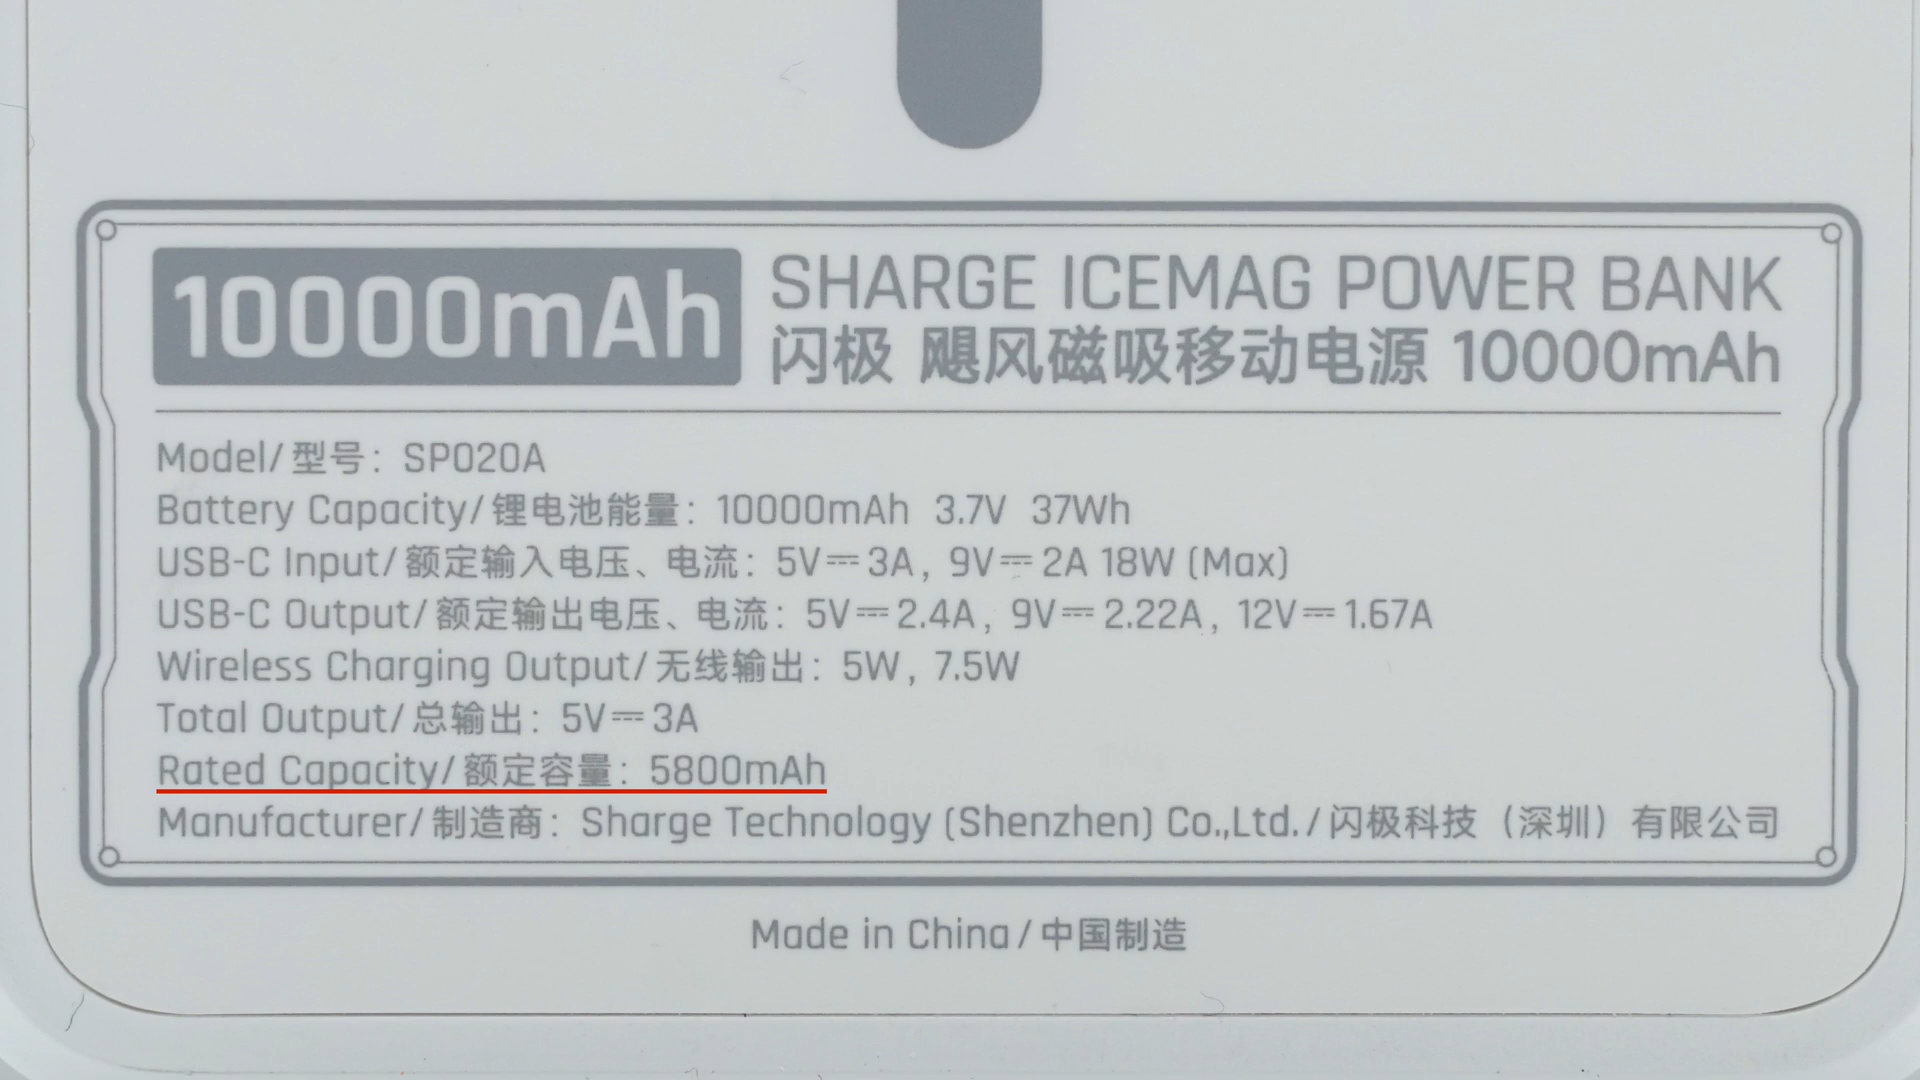 10000mAh
SHARGE ICEMAG POWER BANK
闪极 飓风磁吸移动电源 10000mAh
Model/型号：SP020A
Battery Capacity/锂电池能量：10000mAh 3.7V 37Wh
USB-C Input/额定输入电压、电流：5V⎓3A, 9V⎓2A 18W (Max)
USB-C Output/额定输出电压、电流：5V⎓2.4A, 9V⎓2.22A, 12V⎓1.67A
Wireless Charging Output/无线输出：5W, 7.5W
Total Output/总输出：5V⎓3A
Rated Capacity/额定容量：5800mAh
Manufacturer/制造商：Sharge Technology (Shenzhen) Co.,Ltd./闪极科技（深圳）有限公司
Made in China/中国制造